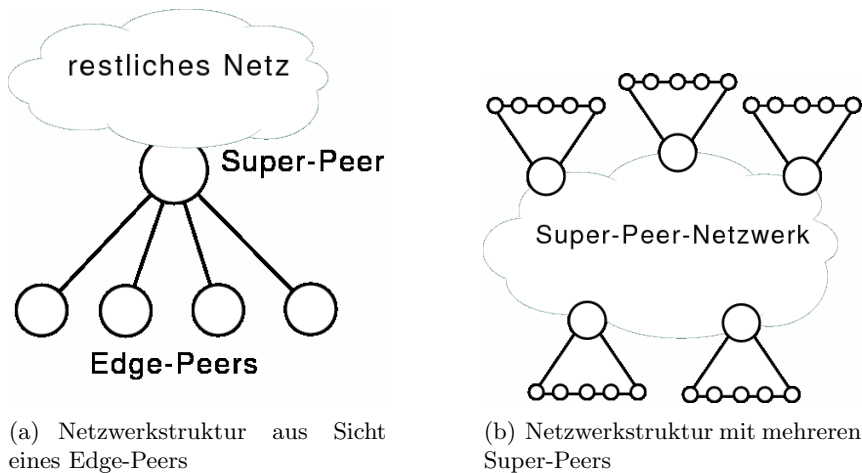 restliches Netz
Super-Peer
Edge-Peers
(a) Netzwerkstruktur aus Sicht
eines Edge-Peers
Super-Peer-Netzwerk
(b) Netzwerkstruktur mit mehreren
Super-Peers